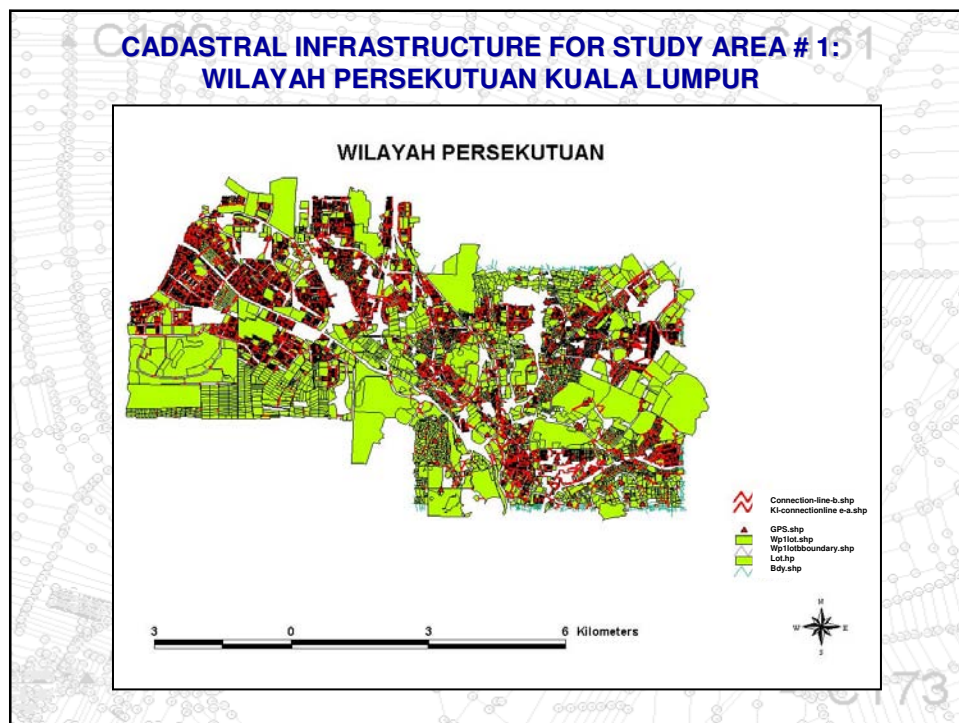 CADASTRAL INFRASTRUCTURE FOR STUDY AREA # 1:
WILAYAH PERSEKUTUAN KUALA LUMPUR
WILAYAH PERSEKUTUAN
Connection-line-b.shp
Kl-connectionline e-a.shp
GPS.shp
Wp1lot.shp
Wp1lotbboundary.shp
Lot.hp
Bdy.shp
3 0 3 6 Kilometers
N
W E
S